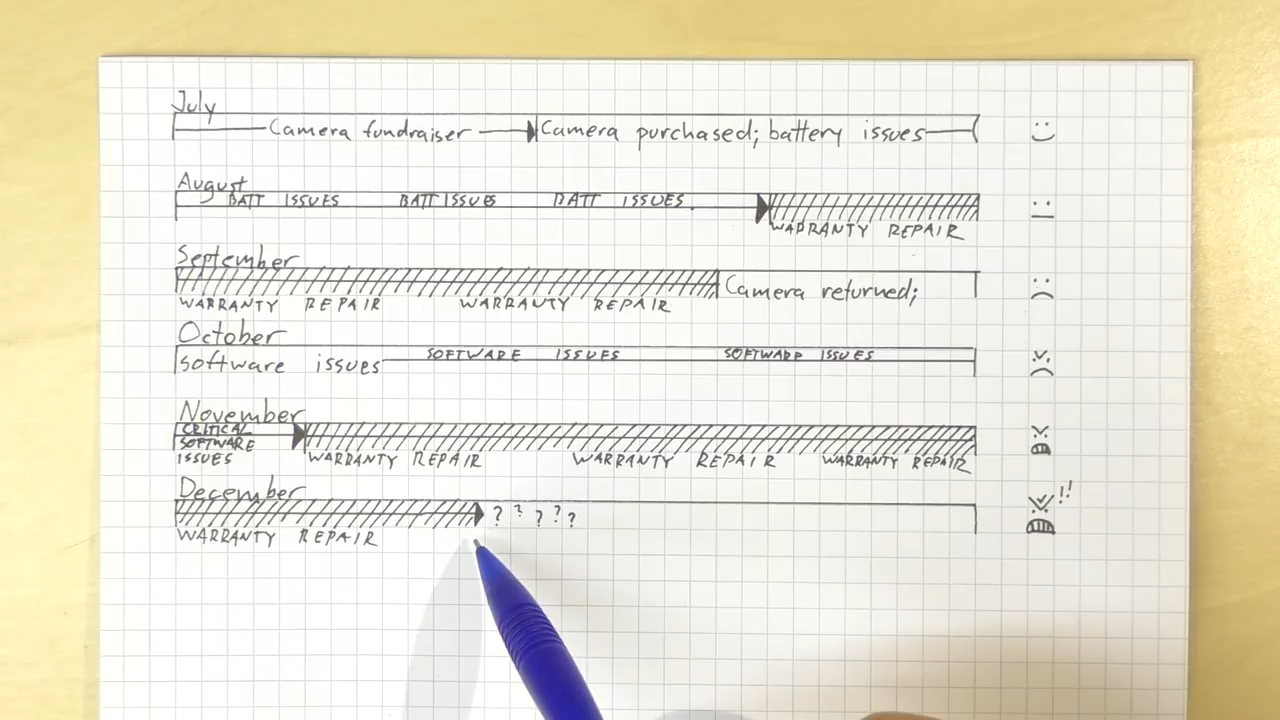 July
Camera fundraiser Camera purchased; battery issues
August
BATT ISSUES BATT ISSUES BATT ISSUES
WARRANTY REPAIR
September
WARRANTY REPAIR WARRANTY REPAIR Camera returned;
October
software issues SOFTWARE ISSUES SOFTWARE ISSUES
November
CRITICAL
SOFTWARE
ISSUES WARRANTY REPAIR WARRANTY REPAIR WARRANTY REPAIR
December
? ? ? ? ?
WARRANTY REPAIR
!!